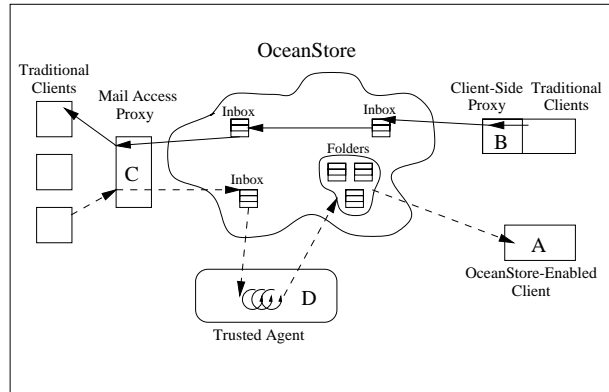 OceanStore
Traditional
Clients
Mail Access
Proxy
Client-Side
Proxy
Traditional
Clients
Inbox
Inbox
B
Folders
C
Inbox
A
OceanStore-Enabled
Client
D
Trusted Agent